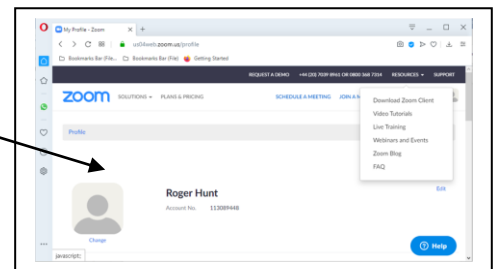 My Profile - Zoom
us04web.zoom.us/profile
Bookmarks Bar (File... Bookmarks Bar (File) Getting Started
REQUEST A DEMO +44 (20) 7039 8961 OR 0800 368 7314 RESOURCES SUPPORT
zoom SOLUTIONS PLANS & PRICING SCHEDULE A MEETING JOIN A M
Download Zoom Client
Video Tutorials
Live Training
Webinars and Events
Zoom Blog
FAQ
Profile
Roger Hunt
Edit
Account No. 113089448
Change
Help
javascript: